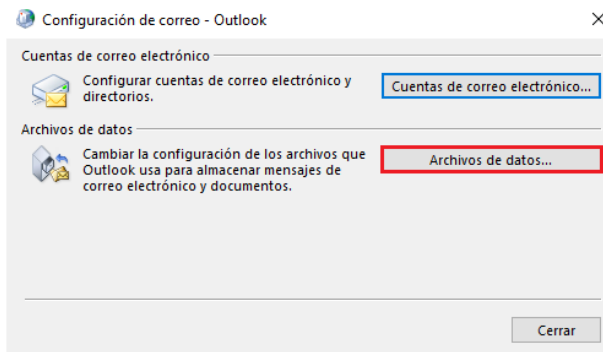 Configuración de correo - Outlook
Cuentas de correo electrónico
Configurar cuentas de correo electrónico y
directorios.
Cuentas de correo electrónico...
Archivos de datos
Cambiar la configuración de los archivos que
Outlook usa para almacenar mensajes de
correo electrónico y documentos.
Archivos de datos...
Cerrar